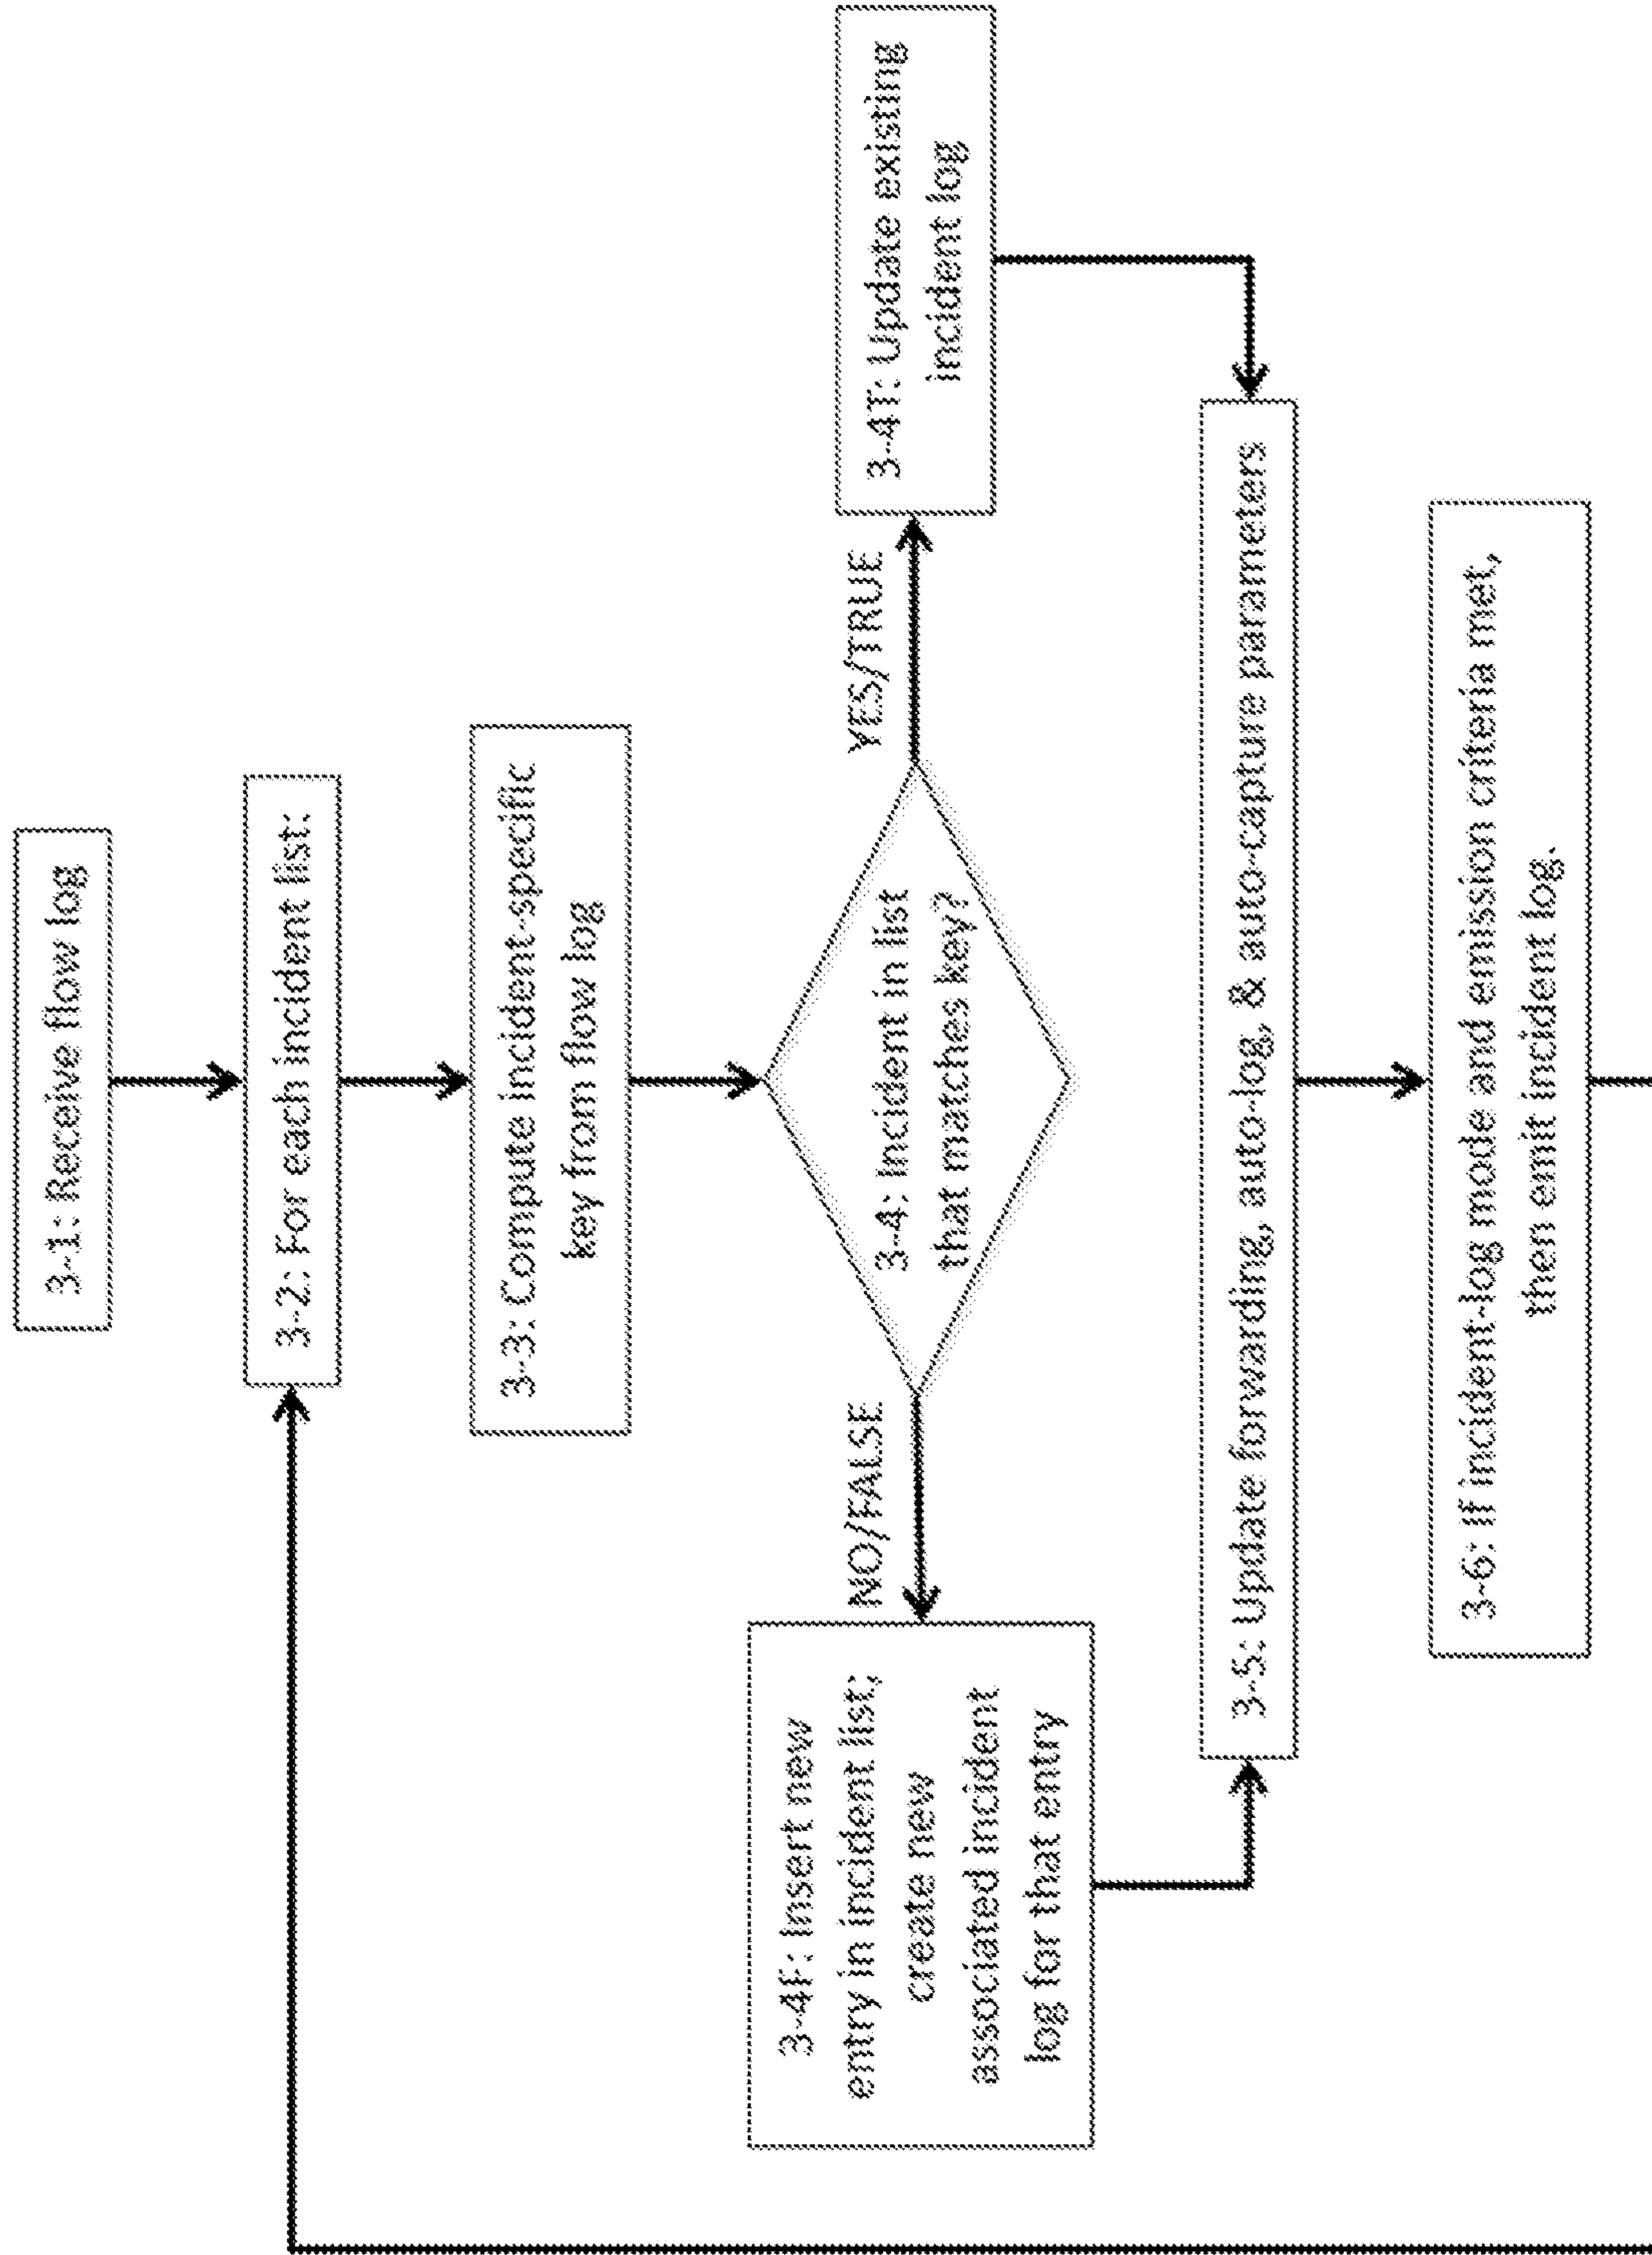 3-1: Receive flow log
3-2: For each incident list:
3-3: Compute incident-specific
key from flow log
3-4: Incident in list
that matches key?
NO/FALSE
YES/TRUE
3-4F: Insert new
entry in incident list;
create new
associated incident
log for that entry
3-4T: Update existing
incident log
3-5: Update forwarding, auto-log, & auto-capture parameters
3-6: If incident-log mode and emission criteria met,
then emit incident log.